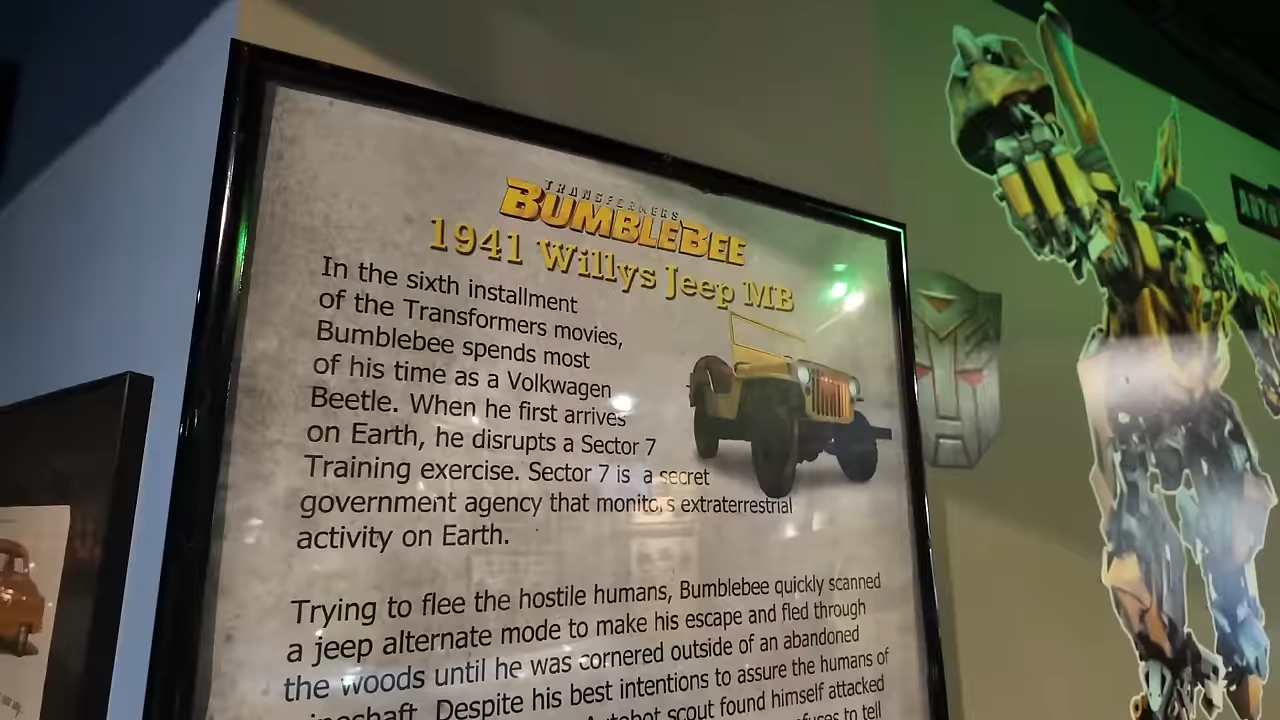 TRANSFORMERS
BUMBLEBEE
1941 Willys Jeep MB
In the sixth installment
of the Transformers movies,
Bumblebee spends most
of his time as a Volkwagen
Beetle. When he first arrives
on Earth, he disrupts a Sector 7
Training exercise. Sector 7 is a secret
government agency that monitors extraterrestrial
activity on Earth.
Trying to flee the hostile humans, Bumblebee quickly scanned
a jeep alternate mode to make his escape and fled through
the woods until he was cornered outside of an abandoned
Despite his best intentions to assure the humans of
scout found himself attacked
to tell